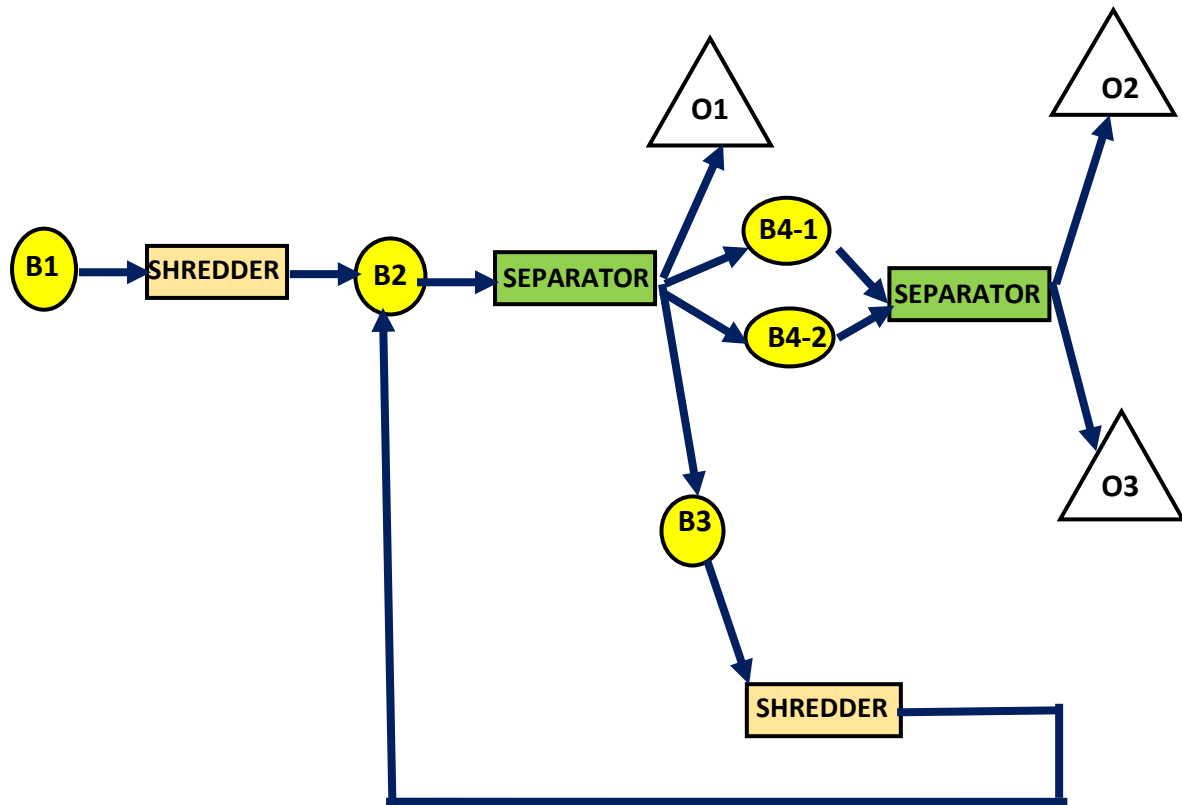 O1
O2
B1
SHREDDER
B2
SEPARATOR
B4-1
B4-2
SEPARATOR
O3
B3
SHREDDER